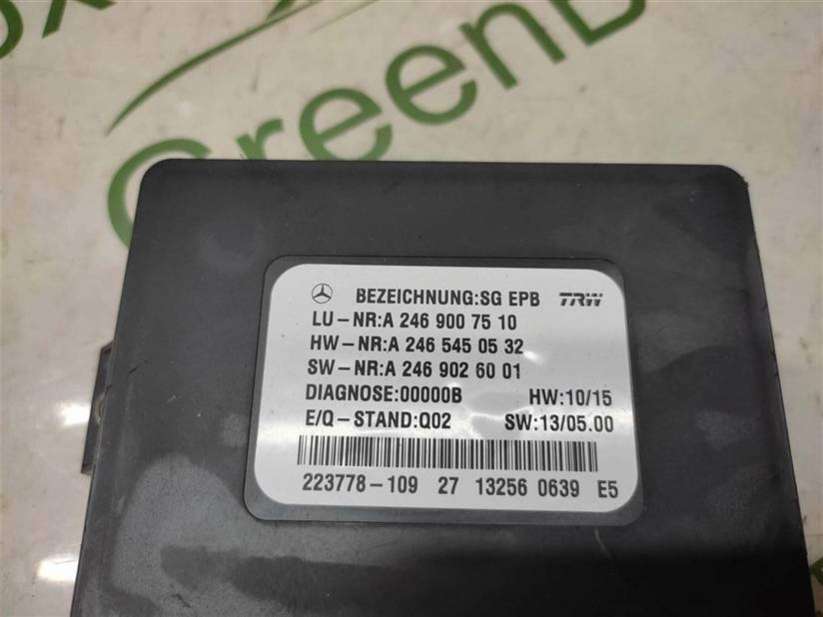 GreenB
BEZEICHNUNG:SG EPB TRW
LU-NR:A 246 900 75 10
HW-NR:A 246 545 05 32
SW-NR:A 246 902 60 01
DIAGNOSE:00000B HW:10/15
E/Q-STAND:Q02 SW:13/05.00
223778-109 27 13256 0639 E5